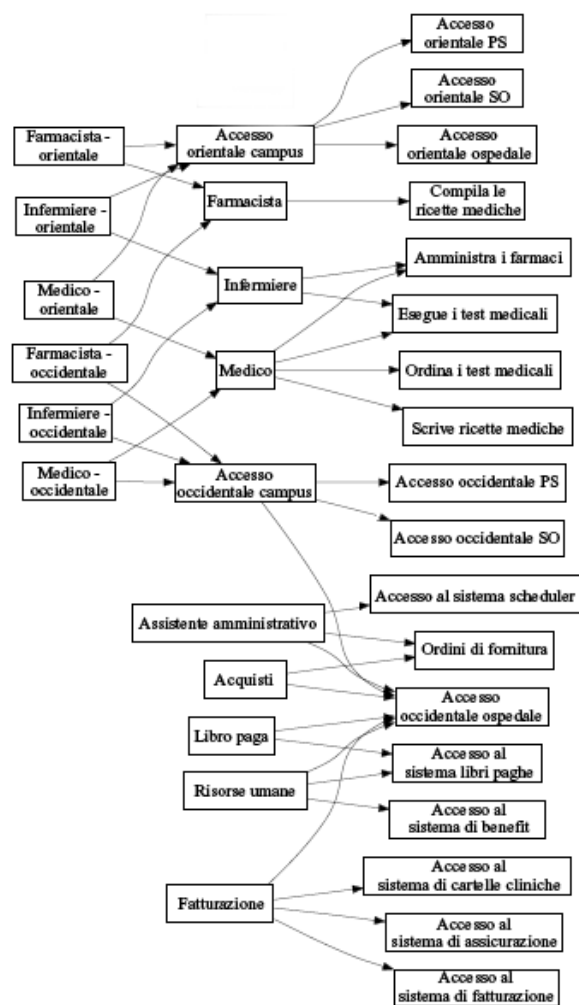 Accesso
orientale PS
Accesso
orientale SO
Farmacista -
orientale
Accesso
orientale campus
Accesso
orientale ospedale
Infermiere -
orientale
Farmacista
Compila le
ricette mediche
Medico -
orientale
Infermiere
Amministra i farmaci
Esegue i test medicali
Farmacista -
occidentale
Medico
Ordina i test medicali
Infermiere -
occidentale
Scrive ricette mediche
Medico -
occidentale
Accesso
occidentale campus
Accesso occidentale PS
Accesso occidentale SO
Accesso al sistema scheduler
Assistente amministrativo
Ordini di fornitura
Acquisti
Accesso
occidentale ospedale
Libro paga
Accesso al
sistema libri paghe
Risorse umane
Accesso al
sistema di benefit
Accesso al
sistema di cartelle cliniche
Fatturazione
Accesso al
sistema di assicurazione
Accesso al
sistema di fatturazione